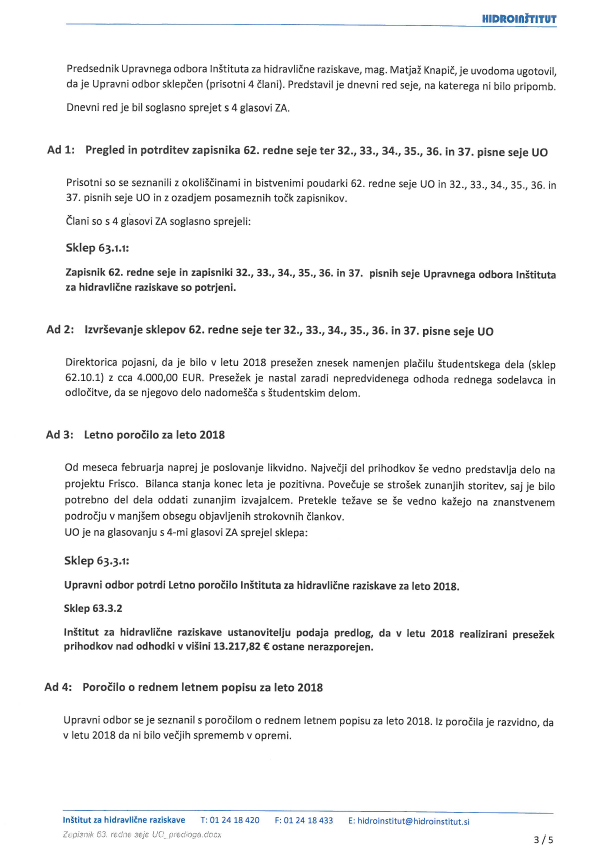 HIDROINŠTITUT
Predsednik Upravnega odbora Inštituta za hidravlične raziskave, mag. Matjaž Knapič, je uvodoma ugotovil,
da je Upravni odbor sklepčen (prisotni 4 člani). Predstavil je dnevni red seje, na katerega ni bilo pripomb.
Dnevni red je bil soglasno sprejet s 4 glasovi ZA.
Ad 1: Pregled in potrditev zapisnika 62. redne seje ter 32., 33., 34., 35., 36. in 37. pisne seje UO
Prisotni so se seznanili z okoliščinami in bistvenimi poudarki 62. redne seje UO in 32., 33., 34., 35., 36. in
37. pisnih seje UO in z ozadjem posameznih točk zapisnikov.
Člani so s 4 glasovi ZA soglasno sprejeli:
Sklep 63.1.1:
Zapisnik 62. redne seje in zapisniki 32., 33., 34., 35., 36. in 37. pisnih seje Upravnega odbora Inštituta
za hidravlične raziskave so potrjeni.
Ad 2: Izvrševanje sklepov 62. redne seje ter 32., 33., 34., 35., 36. in 37. pisne seje UO
Direktorica pojasni, da je bilo v letu 2018 presežen znesek namenjen plačilu študentskega dela (sklep
62.10.1) z cca 4.000,00 EUR. Presežek je nastal zaradi nepredvidenega odhoda rednega sodelavca in
odločitve, da se njegovo delo nadomešča s študentskim delom.
Ad 3: Letno poročilo za leto 2018
Od meseca februarja naprej je poslovanje likvidno. Največji del prihodkov še vedno predstavlja delo na
projektu Frisco. Bilanca stanja konec leta je pozitivna. Povečuje se strošek zunanjih storitev, saj je bilo
potrebno del dela oddati zunanjim izvajalcem. Pretekle težave se še vedno kažejo na znanstvenem
področju v manjšem obsegu objavljenih strokovnih člankov.
UO je na glasovanju s 4-mi glasovi ZA sprejel sklepa:
Sklep 63.3.1:
Upravni odbor potrdi Letno poročilo Inštituta za hidravlične raziskave za leto 2018.
Sklep 63.3.2
Inštitut za hidravlične raziskave ustanovitelju podaja predlog, da v letu 2018 realizirani presežek
prihodkov nad odhodki v višini 13.217,82 € ostane nerazporejen.
Ad 4: Poročilo o rednem letnem popisu za leto 2018
Upravni odbor se je seznanil s poročilom o rednem letnem popisu za leto 2018. Iz poročila je razvidno, da
v letu 2018 da ni bilo večjih sprememb v opremi.
Inštitut za hidravlične raziskave T: 01 24 18 420 F: 01 24 18 433 E: hidroinstitut@hidroinstitut.si
Zapisnik 63. redne seje UO_predloga.docx
3 / 5